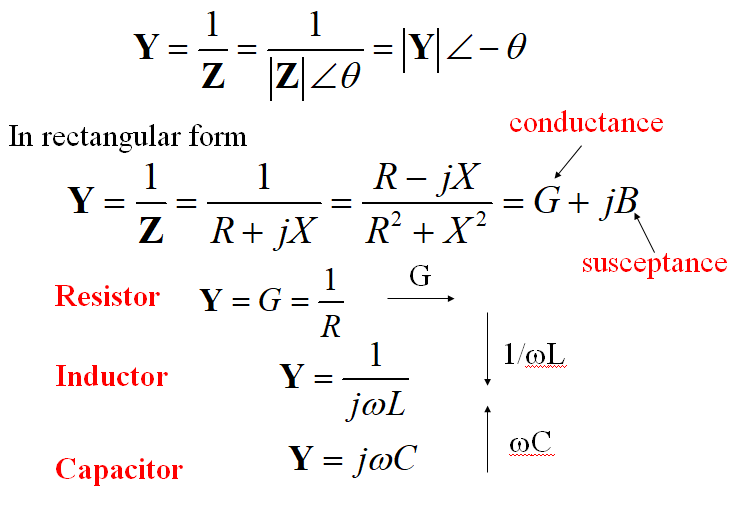 Y = 1/Z = 1/(|Z|∠θ) = |Y|∠−θ
conductance
In rectangular form
Y = 1/Z = 1/(R + jX) = (R − jX)/(R² + X²) = G + jB
susceptance
Resistor Y = G = 1/R G
1/ωL
Inductor Y = 1/(jωL)
ωC
Capacitor Y = jωC